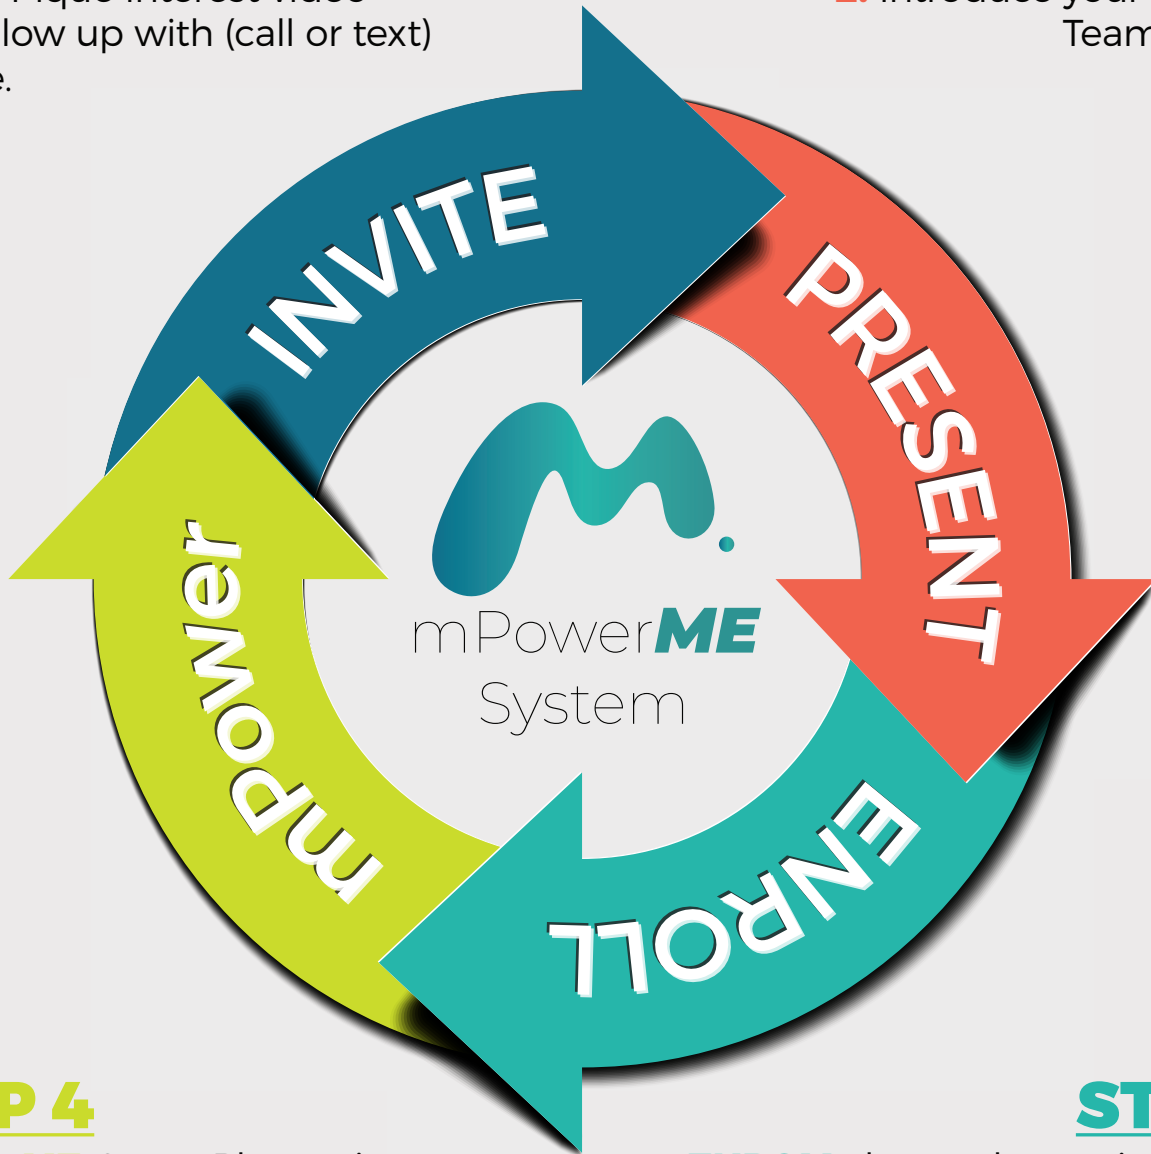 low up with (call or text)
Team
INVITE
PRESENT
ENROLL
mPower
mPowerME
System
P 4
ST